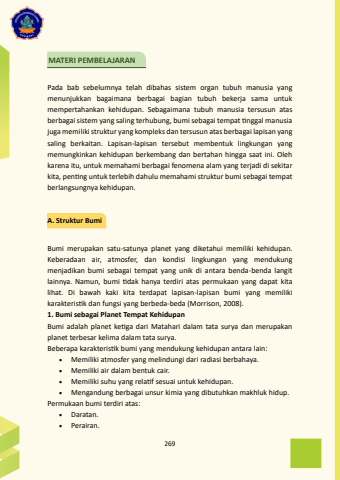 MATERI PEMBELAJARAN
Pada bab sebelumnya telah dibahas sistem organ tubuh manusia yang
menunjukkan bagaimana berbagai bagian tubuh bekerja sama untuk
mempertahankan kehidupan. Sebagaimana tubuh manusia tersusun atas
berbagai sistem yang saling terhubung, bumi sebagai tempat tinggal manusia
juga memiliki struktur yang kompleks dan tersusun atas berbagai lapisan yang
saling berkaitan. Lapisan-lapisan tersebut membentuk lingkungan yang
memungkinkan kehidupan berkembang dan bertahan hingga saat ini. Oleh
karena itu, untuk memahami berbagai fenomena alam yang terjadi di sekitar
kita, penting untuk terlebih dahulu memahami struktur bumi sebagai tempat
berlangsungnya kehidupan.
A. Struktur Bumi
Bumi merupakan satu-satunya planet yang diketahui memiliki kehidupan.
Keberadaan air, atmosfer, dan kondisi lingkungan yang mendukung
menjadikan bumi sebagai tempat yang unik di antara benda-benda langit
lainnya. Namun, bumi tidak hanya terdiri atas permukaan yang dapat kita
lihat. Di bawah kaki kita terdapat lapisan-lapisan bumi yang memiliki
karakteristik dan fungsi yang berbeda-beda (Morrison, 2008).
1. Bumi sebagai Planet Tempat Kehidupan
Bumi adalah planet ketiga dari Matahari dalam tata surya dan merupakan
planet terbesar kelima dalam tata surya.
Beberapa karakteristik bumi yang mendukung kehidupan antara lain:
• Memiliki atmosfer yang melindungi dari radiasi berbahaya.
• Memiliki air dalam bentuk cair.
• Memiliki suhu yang relatif sesuai untuk kehidupan.
• Mengandung berbagai unsur kimia yang dibutuhkan makhluk hidup.
Permukaan bumi terdiri atas:
• Daratan.
• Perairan.
269